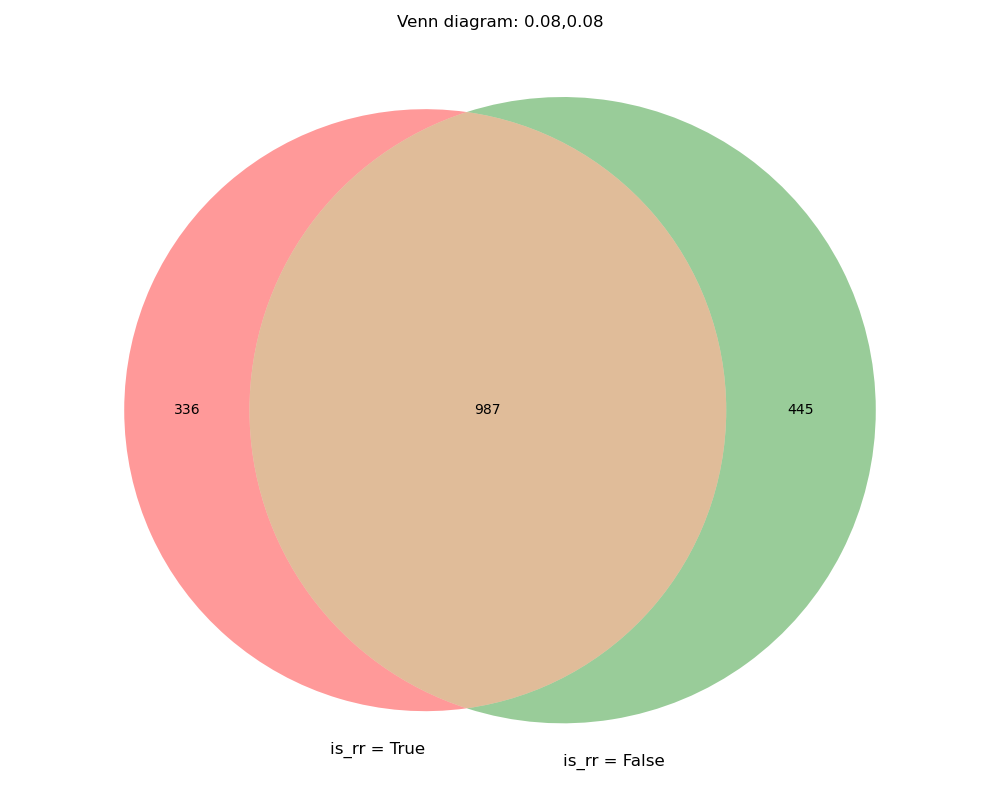 Venn diagram: 0.08,0.08
336
987
445
is_rr = True
is_rr = False